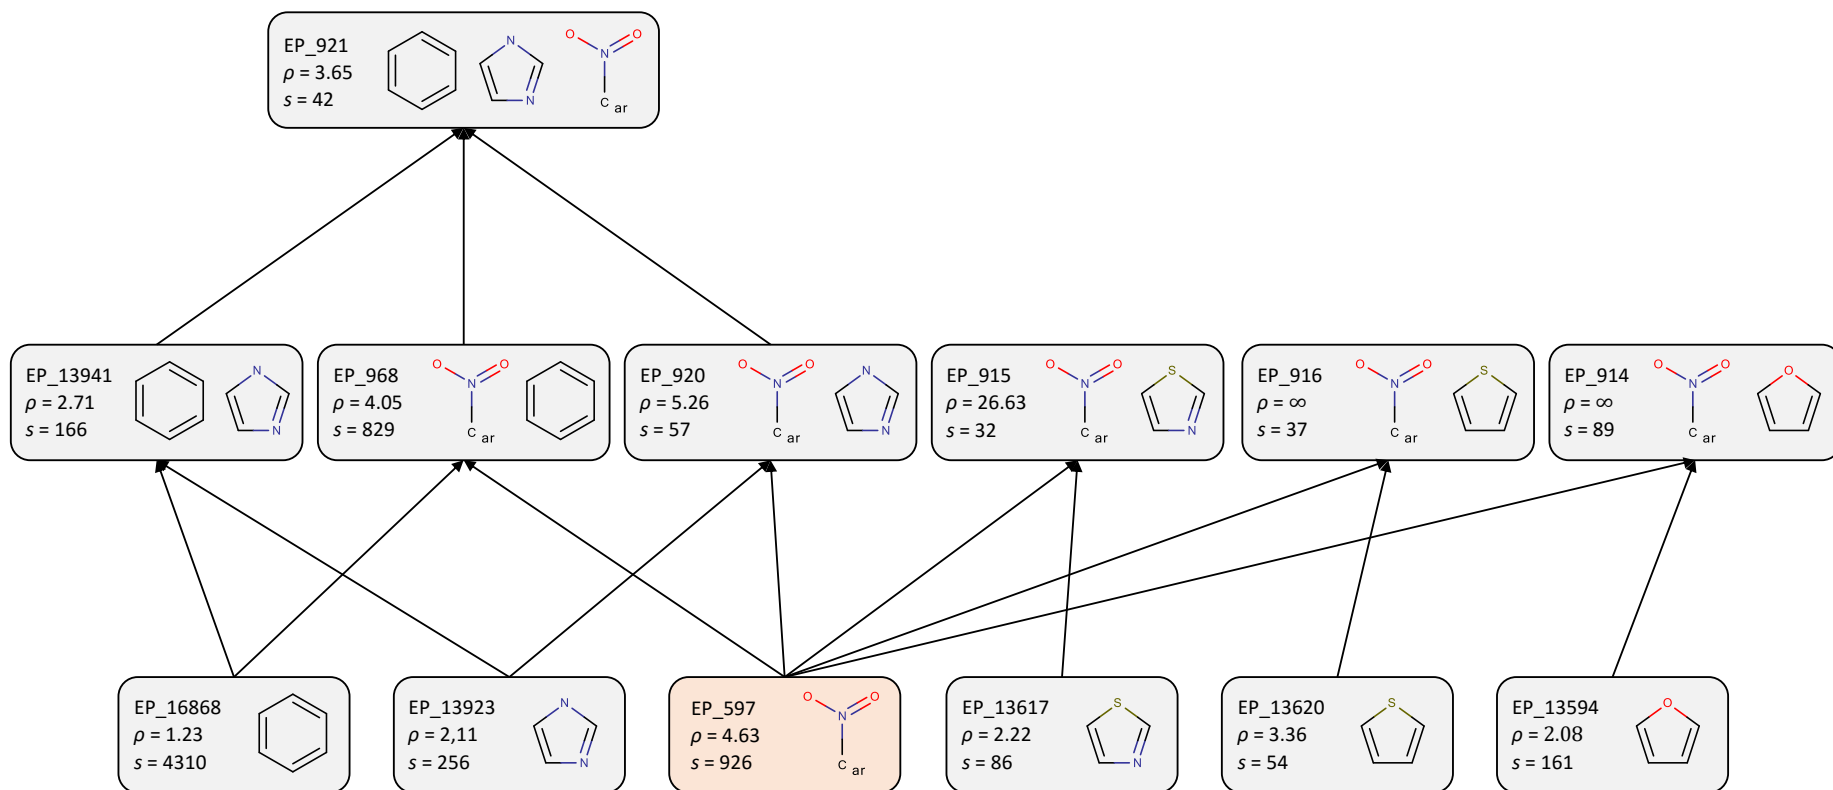 EP_921
ρ = 3.65
s = 42
N
N
O
O
N
C ar
EP_13941
ρ = 2.71
s = 166
N
N
EP_968
ρ = 4.05
s = 829
O
O
N
C ar
EP_920
ρ = 5.26
s = 57
O
O
N
C ar
N
N
EP_915
ρ = 26.63
s = 32
O
O
N
C ar
S
N
EP_916
ρ = ∞
s = 37
O
O
N
C ar
S
EP_914
ρ = ∞
s = 89
O
O
N
C ar
O
EP_16868
ρ = 1.23
s = 4310
EP_13923
ρ = 2,11
s = 256
N
N
EP_597
ρ = 4.63
s = 926
O
O
N
C ar
EP_13617
ρ = 2.22
s = 86
S
N
EP_13620
ρ = 3.36
s = 54
S
EP_13594
ρ = 2.08
s = 161
O